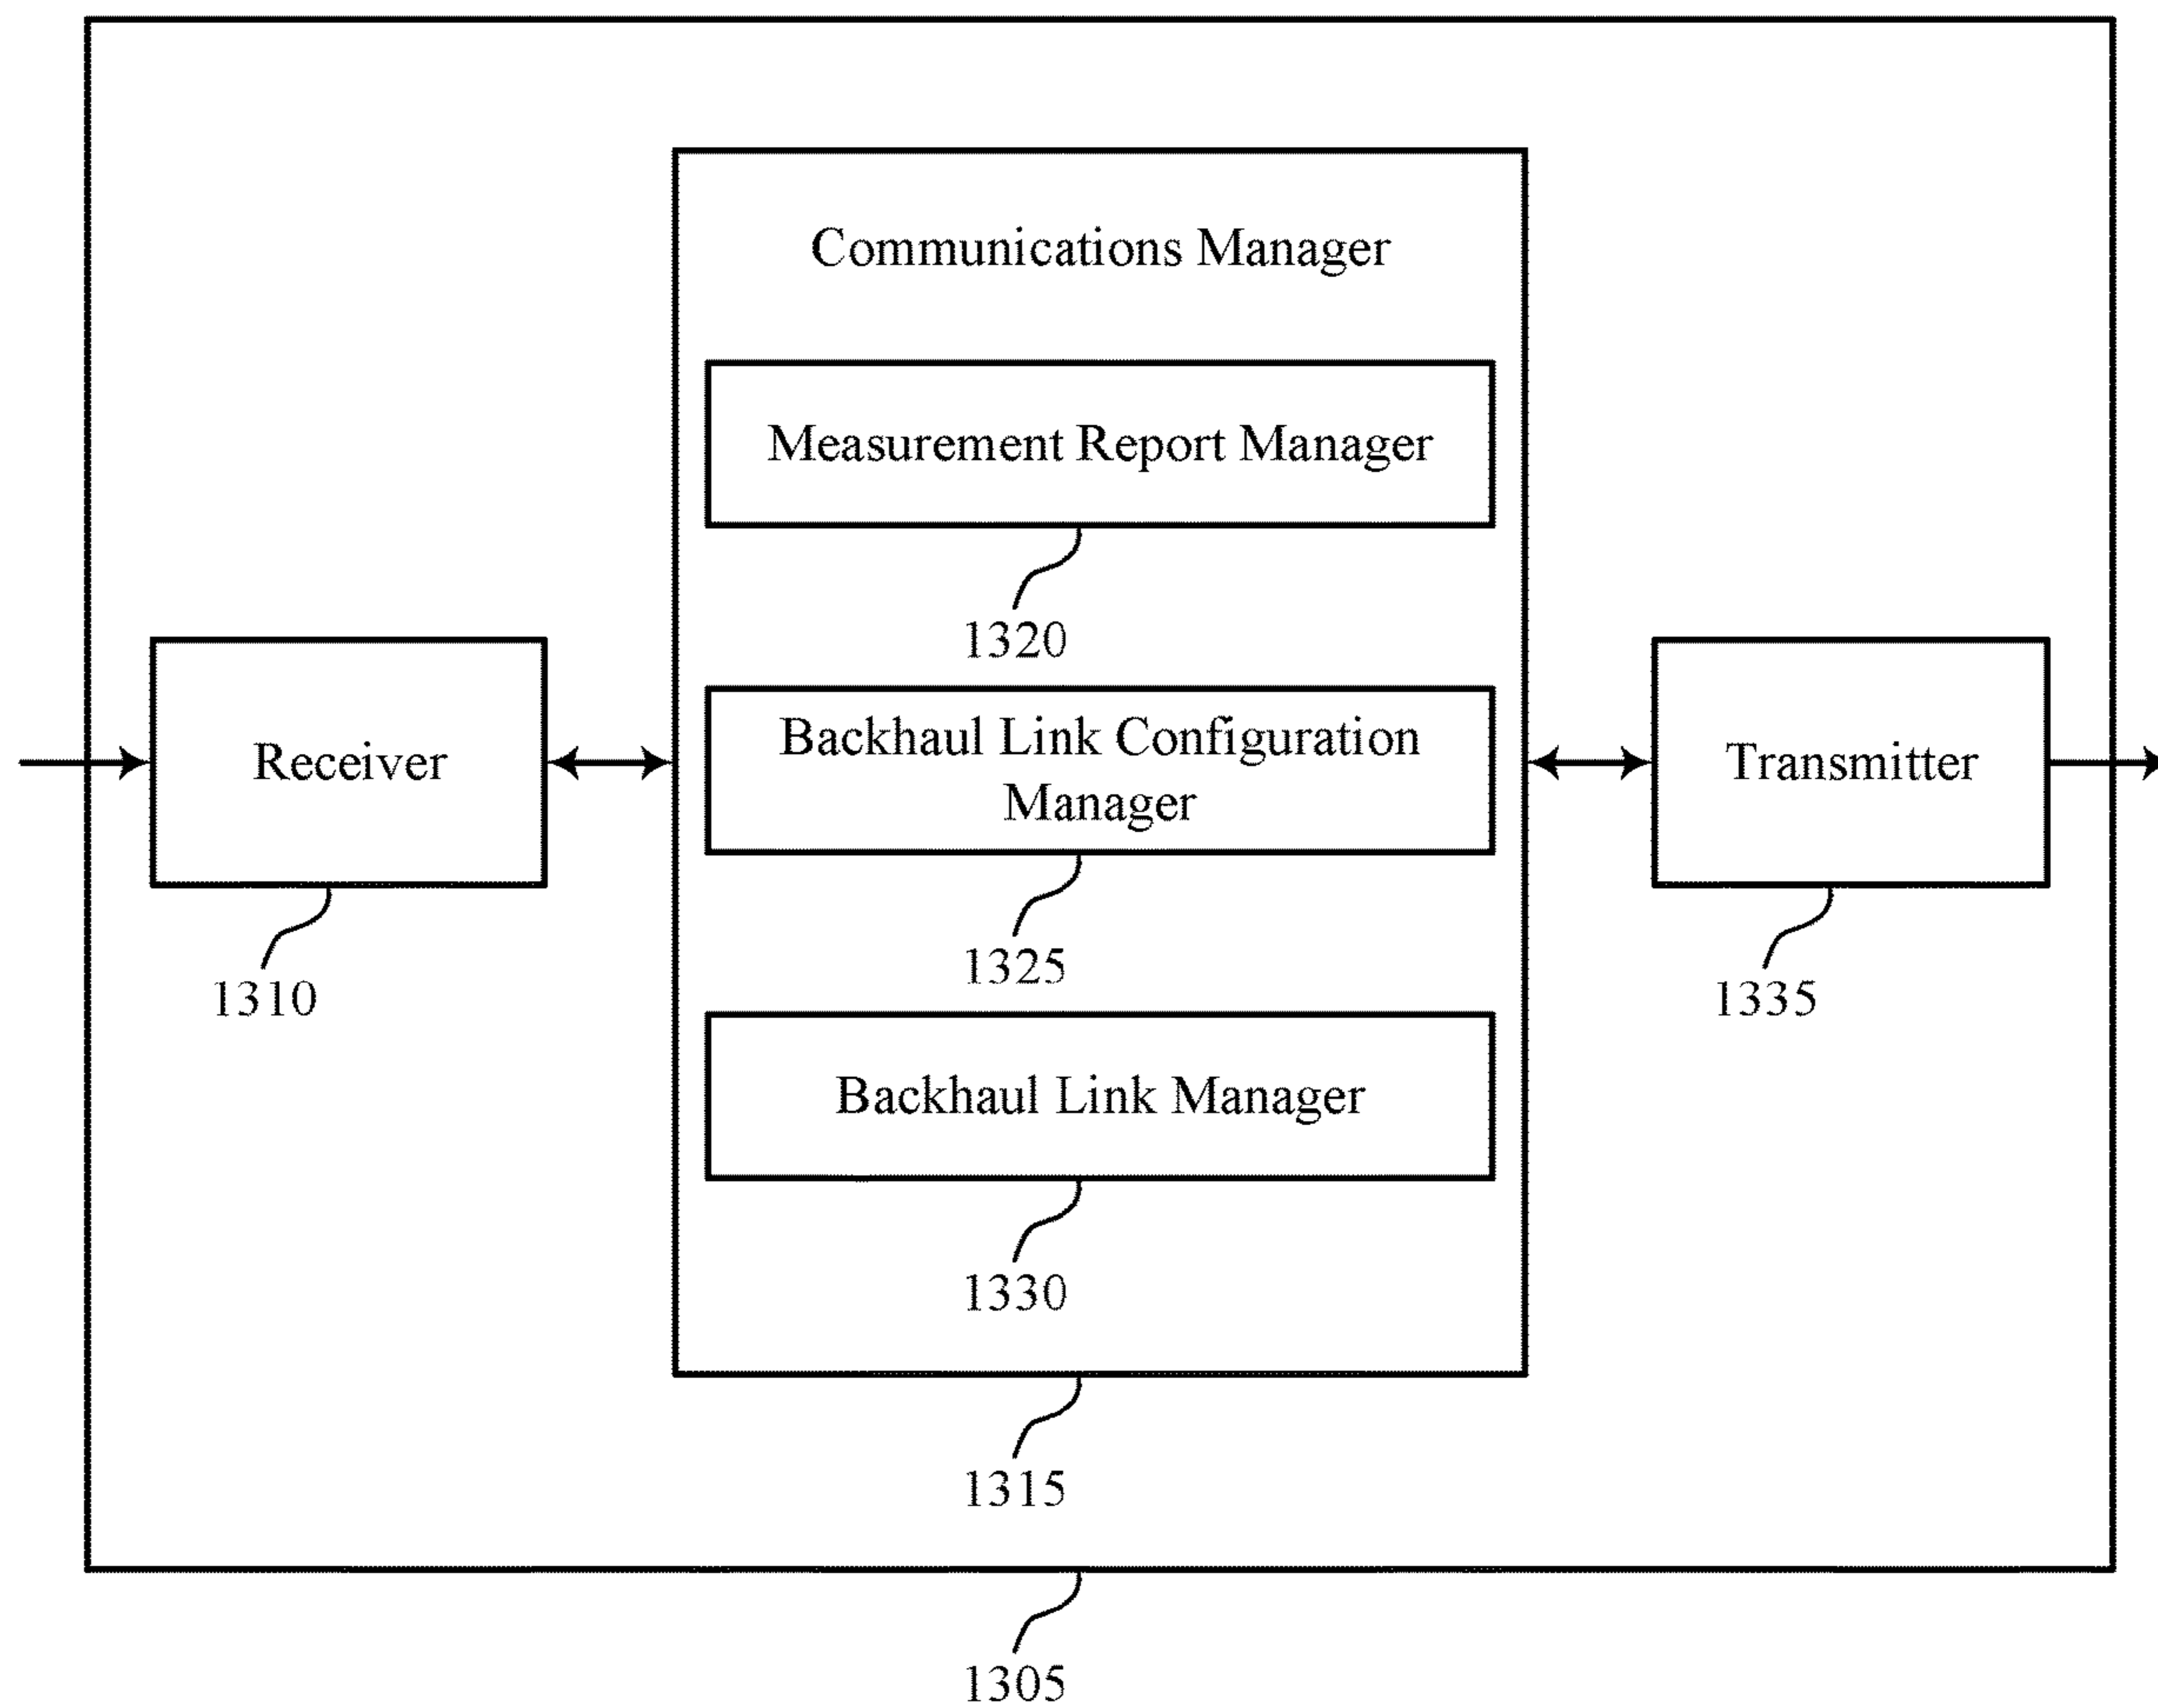 Communications Manager
Measurement Report Manager
1320
Receiver
1310
Backhaul Link Configuration
Manager
1325
Transmitter
1335
Backhaul Link Manager
1330
1315
1305